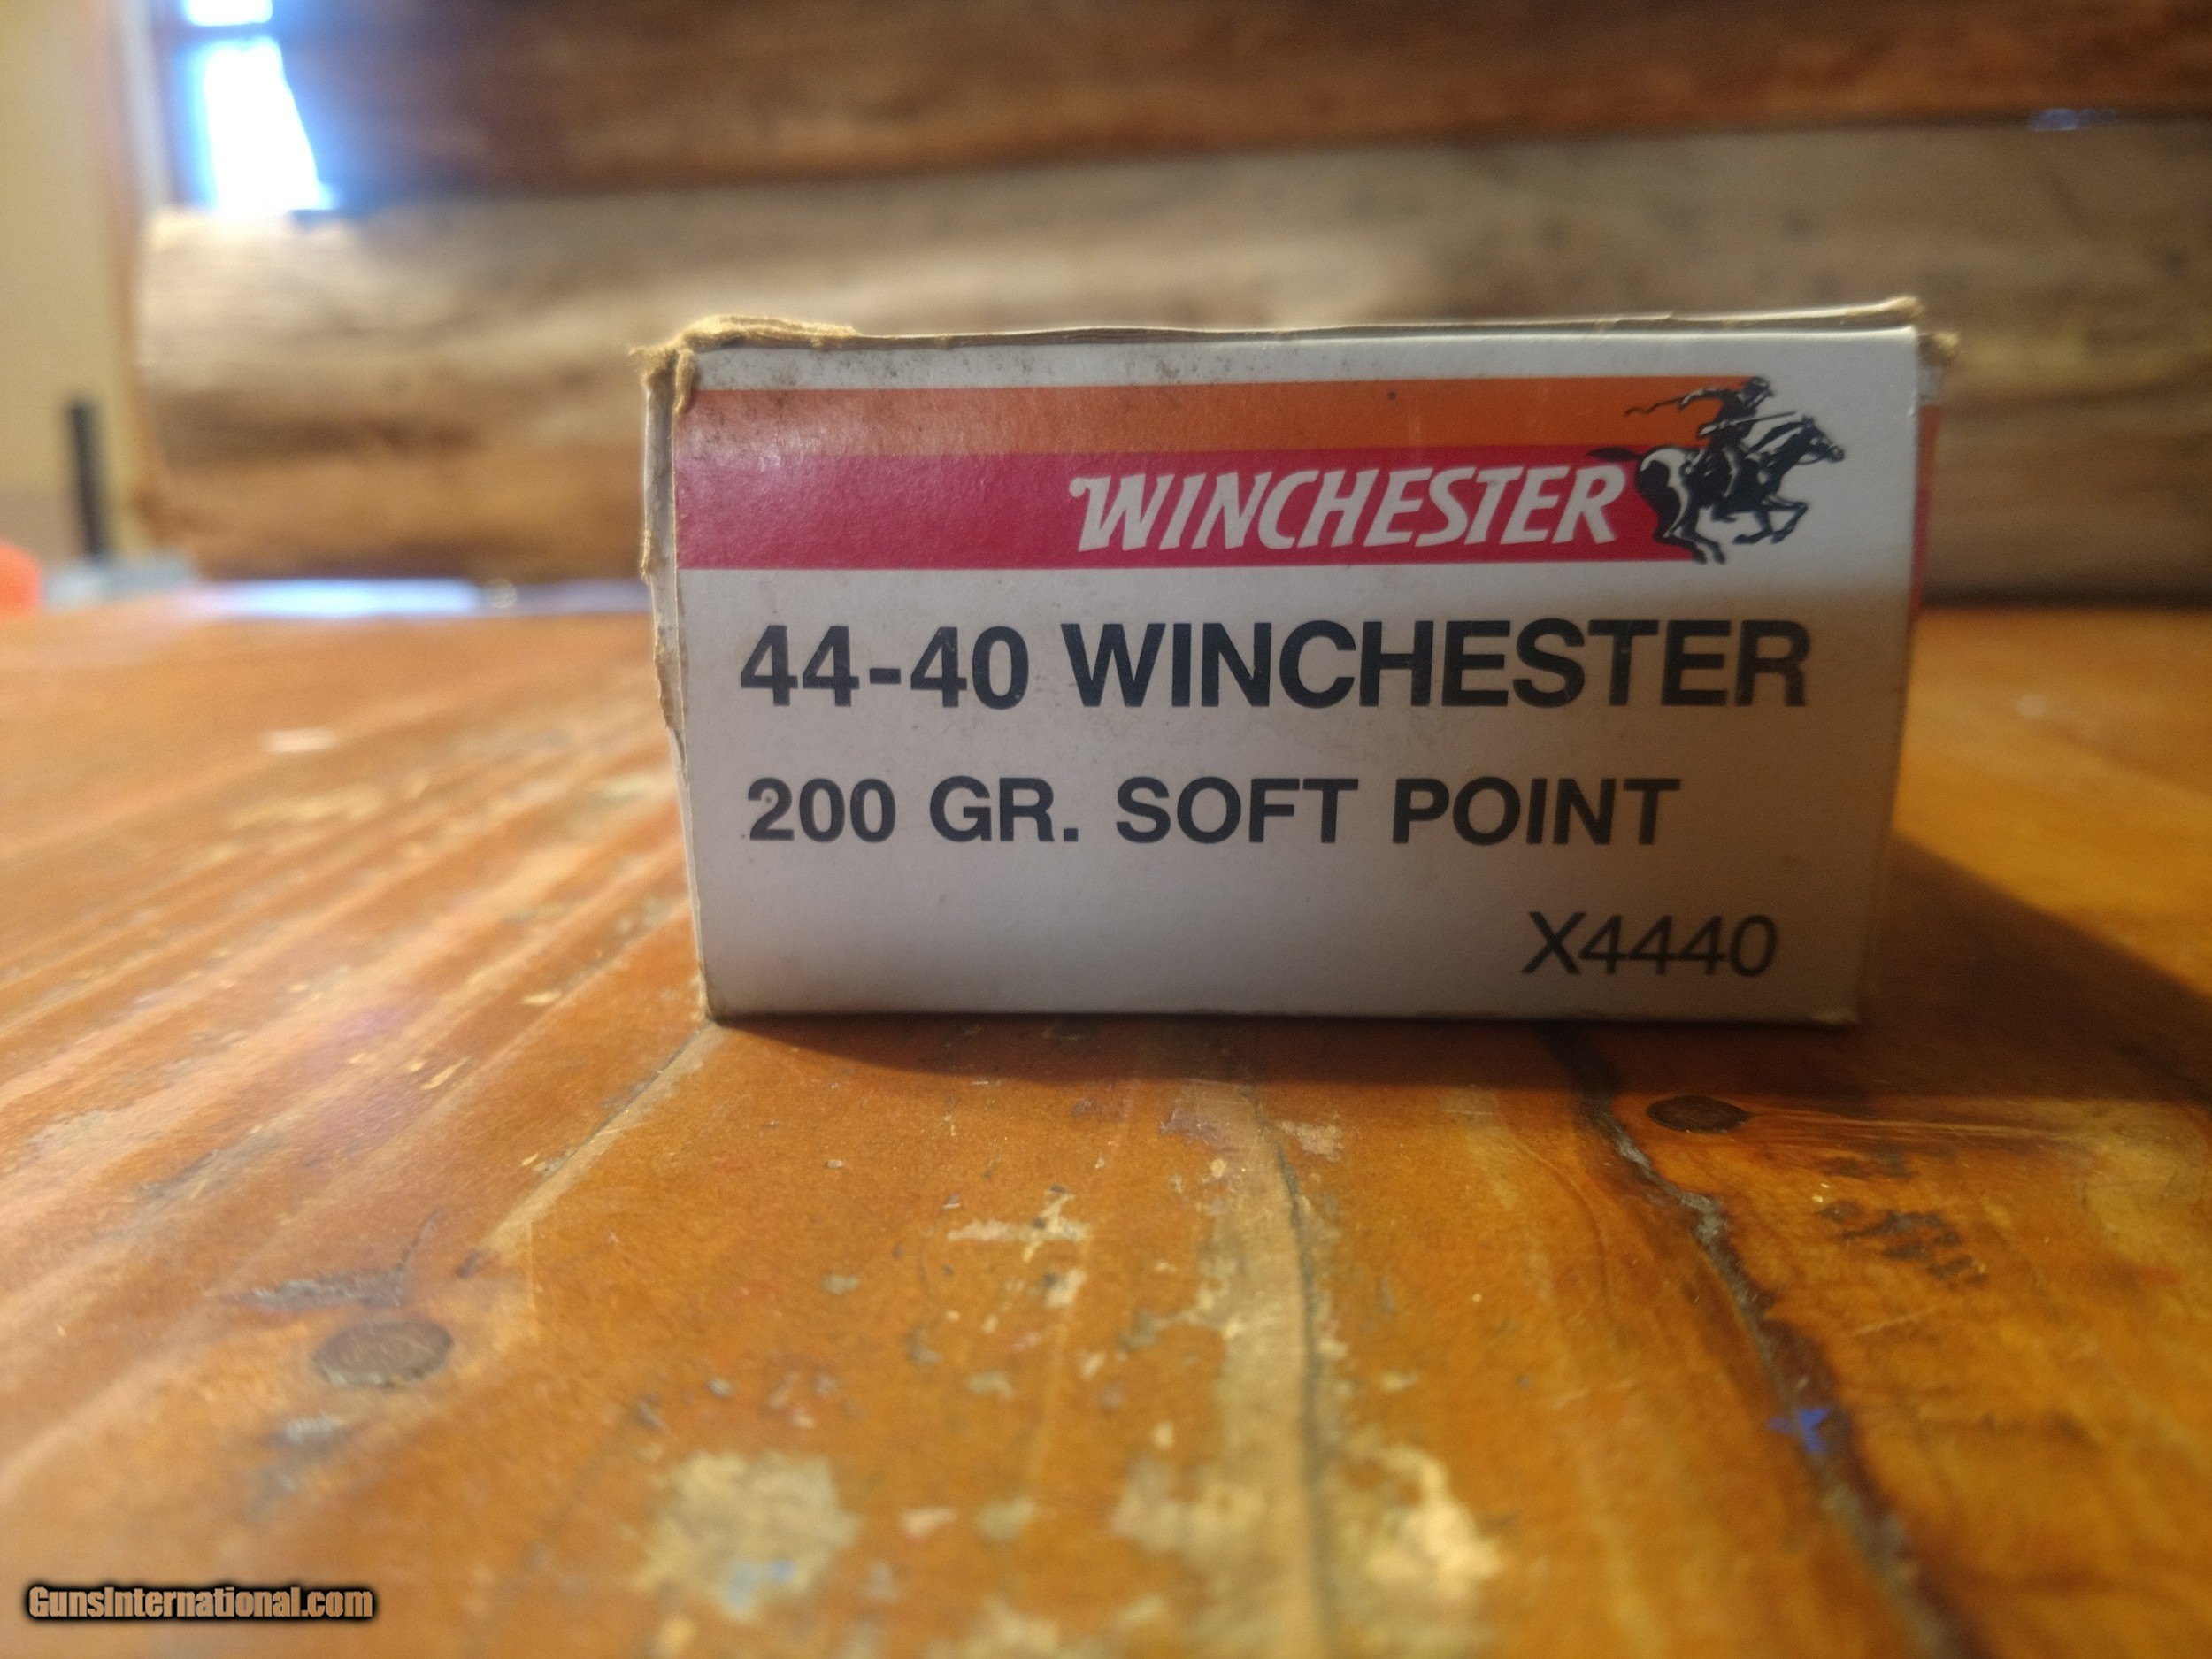 WINCHESTER
44-40 WINCHESTER
200 GR. SOFT POINT
X4440
GunsInternational.com